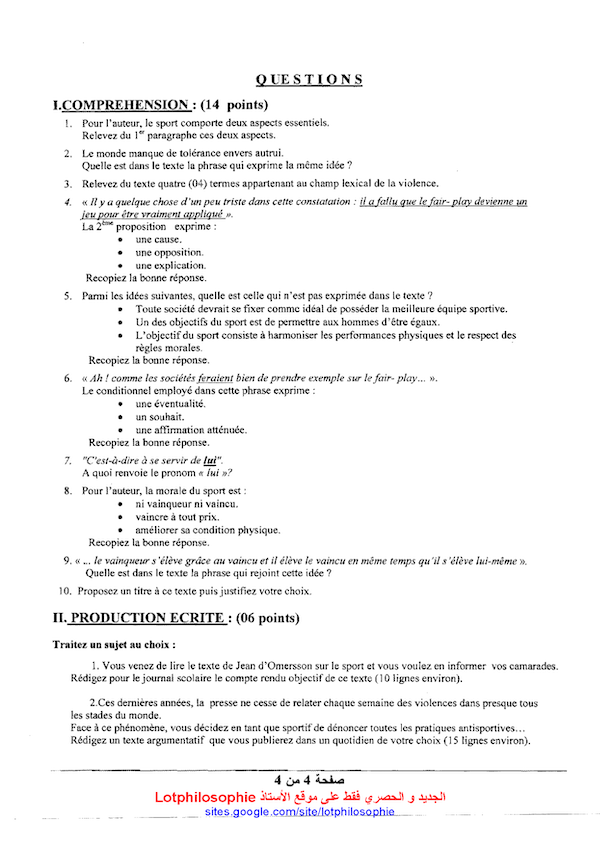 QUESTIONS
I.COMPREHENSION : (14 points)
1. Pour l'auteur, le sport comporte deux aspects essentiels.
Relevez du 1er paragraphe ces deux aspects.
2. Le monde manque de tolérance envers autrui.
Quelle est dans le texte la phrase qui exprime la même idée ?
3. Relevez du texte quatre (04) termes appartenant au champ lexical de la violence.
4. « Il y a quelque chose d'un peu triste dans cette constatation : il a fallu que le fair- play devienne un
jeu pour être vraiment appliqué ».
La 2ème proposition exprime :
• une cause.
• une opposition.
• une explication.
Recopiez la bonne réponse.
5. Parmi les idées suivantes, quelle est celle qui n'est pas exprimée dans le texte ?
• Toute société devrait se fixer comme idéal de posséder la meilleure équipe sportive.
• Un des objectifs du sport est de permettre aux hommes d'être égaux.
• L'objectif du sport consiste à harmoniser les performances physiques et le respect des
règles morales.
Recopiez la bonne réponse.
6. « Ah ! comme les sociétés feraient bien de prendre exemple sur le fair- play... ».
Le conditionnel employé dans cette phrase exprime :
• une éventualité.
• un souhait.
• une affirmation atténuée.
Recopiez la bonne réponse.
7. "C'est-à-dire à se servir de lui".
A quoi renvoie le pronom « lui »?
8. Pour l'auteur, la morale du sport est :
• ni vainqueur ni vaincu.
• vaincre à tout prix.
• améliorer sa condition physique.
Recopiez la bonne réponse.
9. « ... le vainqueur s'élève grâce au vaincu et il élève le vaincu en même temps qu'il s'élève lui-même ».
Quelle est dans le texte la phrase qui rejoint cette idée ?
10. Proposez un titre à ce texte puis justifiez votre choix.
II. PRODUCTION ECRITE : (06 points)
Traitez un sujet au choix :
1. Vous venez de lire le texte de Jean d'Omersson sur le sport et vous voulez en informer vos camarades.
Rédigez pour le journal scolaire le compte rendu objectif de ce texte (10 lignes environ).
2.Ces dernières années, la presse ne cesse de relater chaque semaine des violences dans presque tous
les stades du monde.
Face à ce phénomène, vous décidez en tant que sportif de dénoncer toutes les pratiques antisportives...
Rédigez un texte argumentatif que vous publierez dans un quotidien de votre choix (15 lignes environ).
صفحة 4 من 4
الجديد و الحصري فقط على موقع الأستاذ Lotphilosophie
sites.google.com/site/lotphilosophie